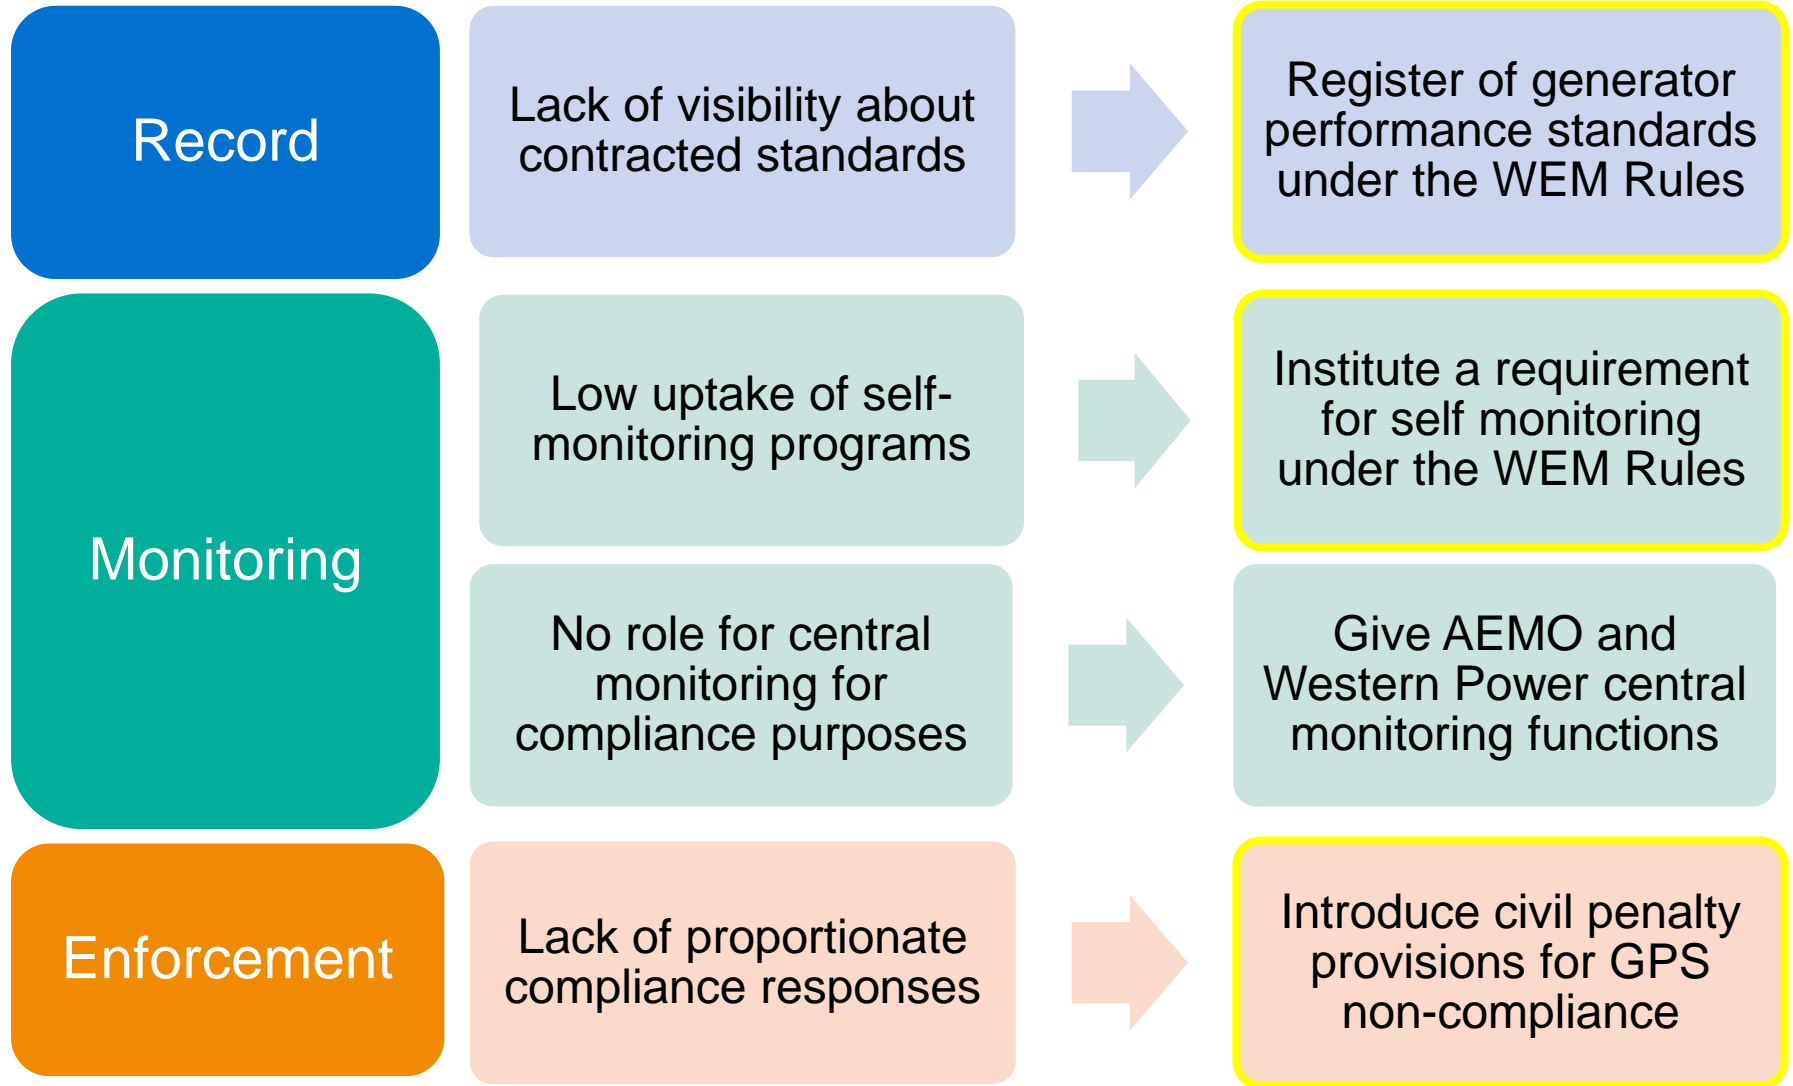 Record
Lack of visibility about
contracted standards
Register of generator
performance standards
under the WEM Rules
Monitoring
Low uptake of self-
monitoring programs
Institute a requirement
for self monitoring
under the WEM Rules
No role for central
monitoring for
compliance purposes
Give AEMO and
Western Power central
monitoring functions
Enforcement
Lack of proportionate
compliance responses
Introduce civil penalty
provisions for GPS
non-compliance